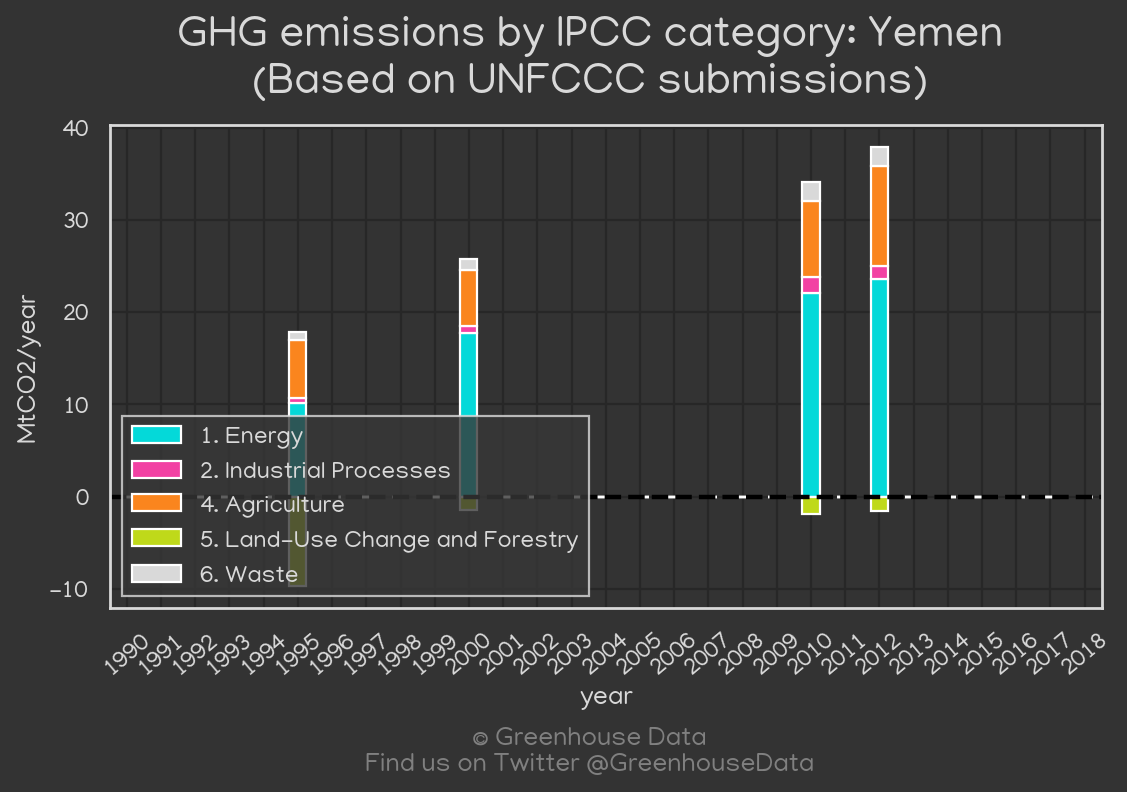 GHG emissions by IPCC category: Yemen
(Based on UNFCCC submissions)
MtCO2/year
40
30
20
10
0
-10
1. Energy
2. Industrial Processes
4. Agriculture
5. Land-Use Change and Forestry
6. Waste
1990 1991 1992 1993 1994 1995 1996 1997 1998 1999 2000 2001 2002 2003 2004 2005 2006 2007 2008 2009 2010 2011 2012 2013 2014 2015 2016 2017 2018
year
© Greenhouse Data
Find us on Twitter @GreenhouseData